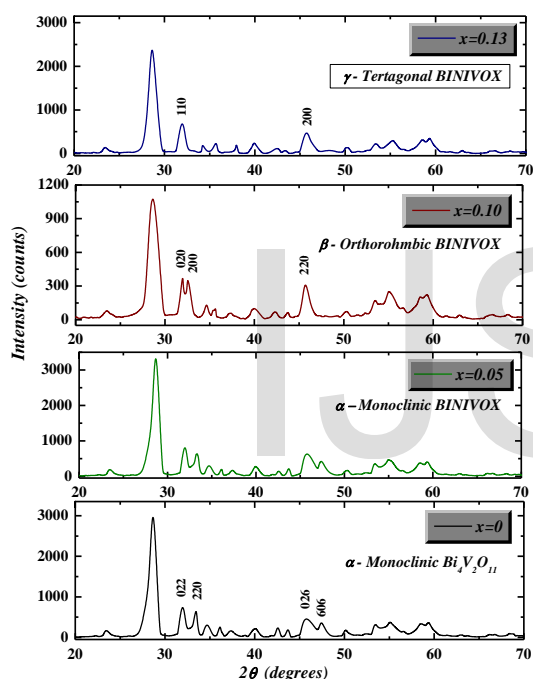 3000
2000
1000
0
x=0.13
γ- Tertagonal BINIVOX
110
200
20 30 40 50 60 70
1200
900
600
300
0
x=0.10
β- Orthorohmbic BINIVOX
020
200
220
20 30 40 50 60 70
Intensity (counts)
3000
2000
1000
0
x=0.05
α–Monoclinic BINIVOX
20 30 40 50 60 70
3000
2000
1000
0
x=0
α- Monoclinic Bi₄V₂O₁₁
022
220
026
606
20 30 40 50 60 70
2θ (degrees)
IJS